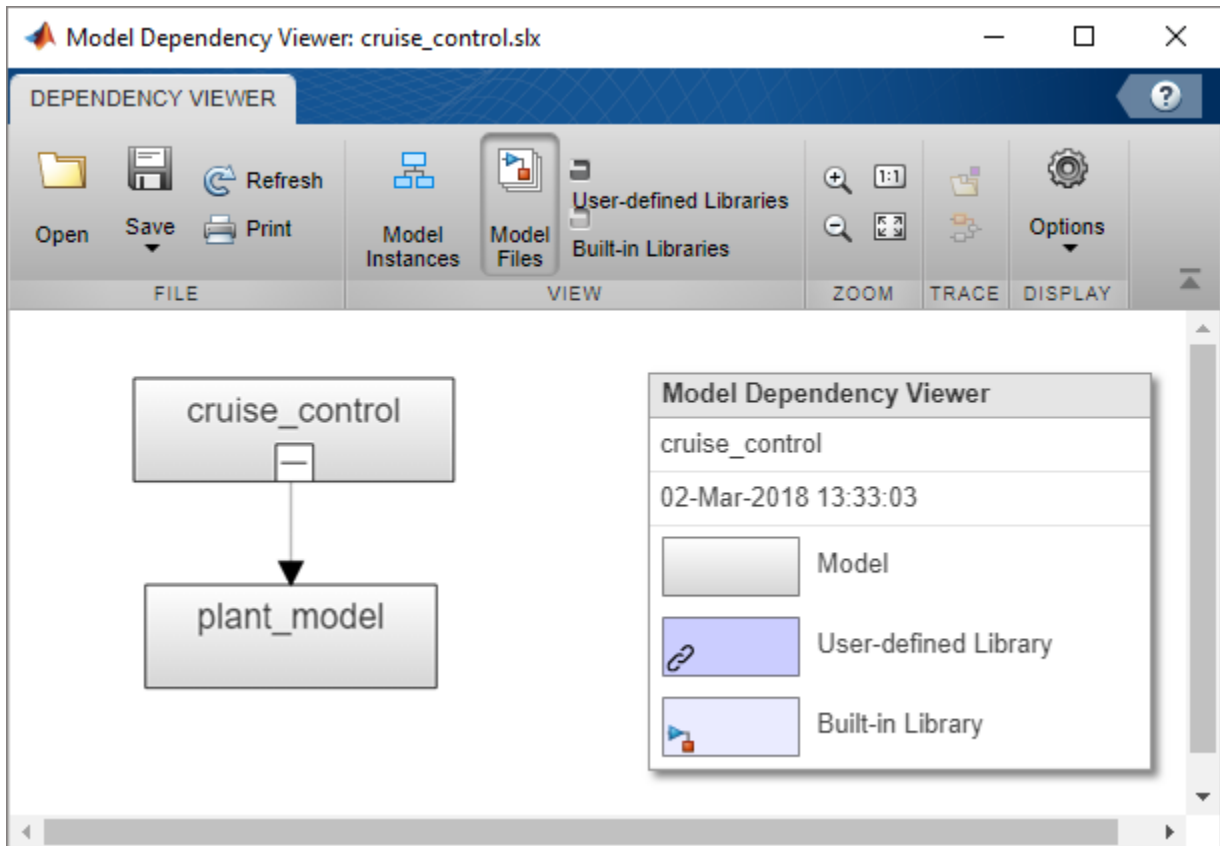 Model Dependency Viewer: cruise_control.slx
DEPENDENCY VIEWER
?
Open
Save
Refresh
Print
Model
Instances
Model
Files
User-defined Libraries
Built-in Libraries
1:1
Options
FILE
VIEW
ZOOM
TRACE
DISPLAY
cruise_control
plant_model
Model Dependency Viewer
cruise_control
02-Mar-2018 13:33:03
Model
User-defined Library
Built-in Library